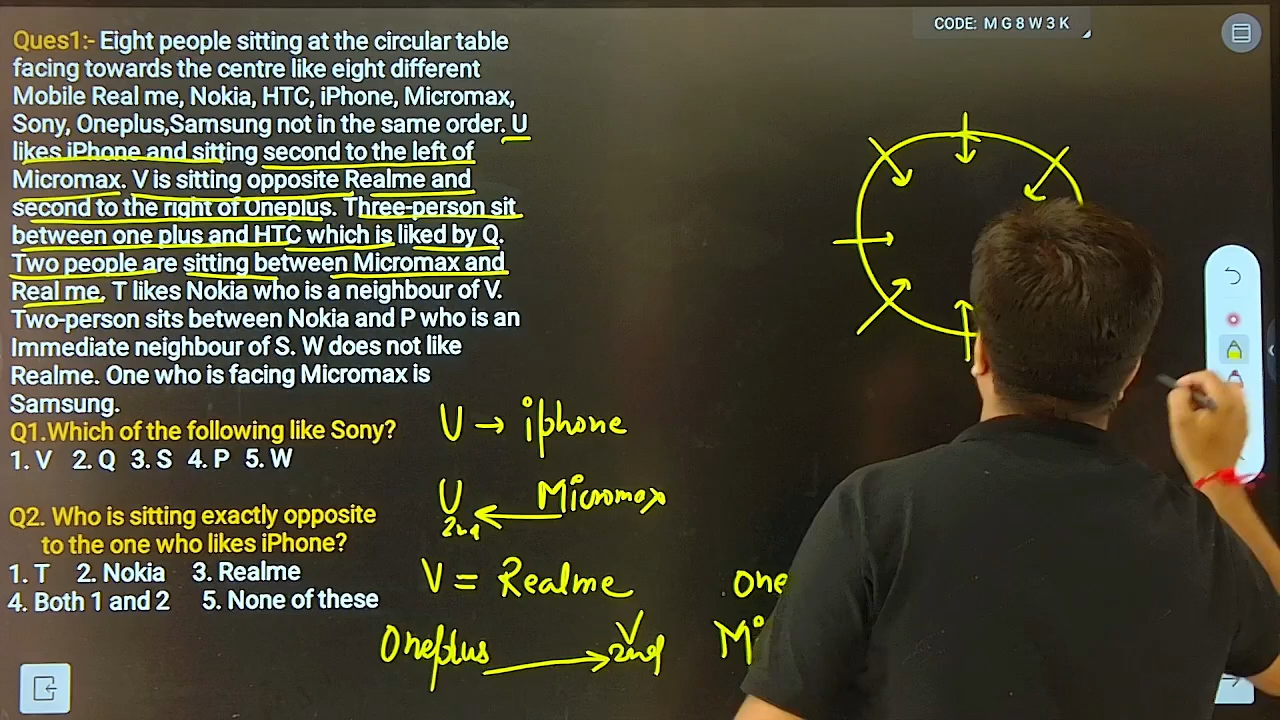 CODE: M G 8 W 3 K
Ques1:- Eight people sitting at the circular table
facing towards the centre like eight different
Mobile Real me, Nokia, HTC, iPhone, Micromax,
Sony, Oneplus,Samsung not in the same order. U
likes iPhone and sitting second to the left of
Micromax. V is sitting opposite Realme and
second to the right of Oneplus. Three-person sit
between one plus and HTC which is liked by Q.
Two people are sitting between Micromax and
Real me. T likes Nokia who is a neighbour of V.
Two-person sits between Nokia and P who is an
Immediate neighbour of S. W does not like
Realme. One who is facing Micromax is
Samsung.
Q1.Which of the following like Sony?
1. V 2. Q 3. S 4. P 5. W
Q2. Who is sitting exactly opposite
to the one who likes iPhone?
1. T 2. Nokia 3. Realme
4. Both 1 and 2 5. None of these
U → iphone
U ← Micromax
2nd
V = Realme
one
Oneplus → V
2nd
Mi